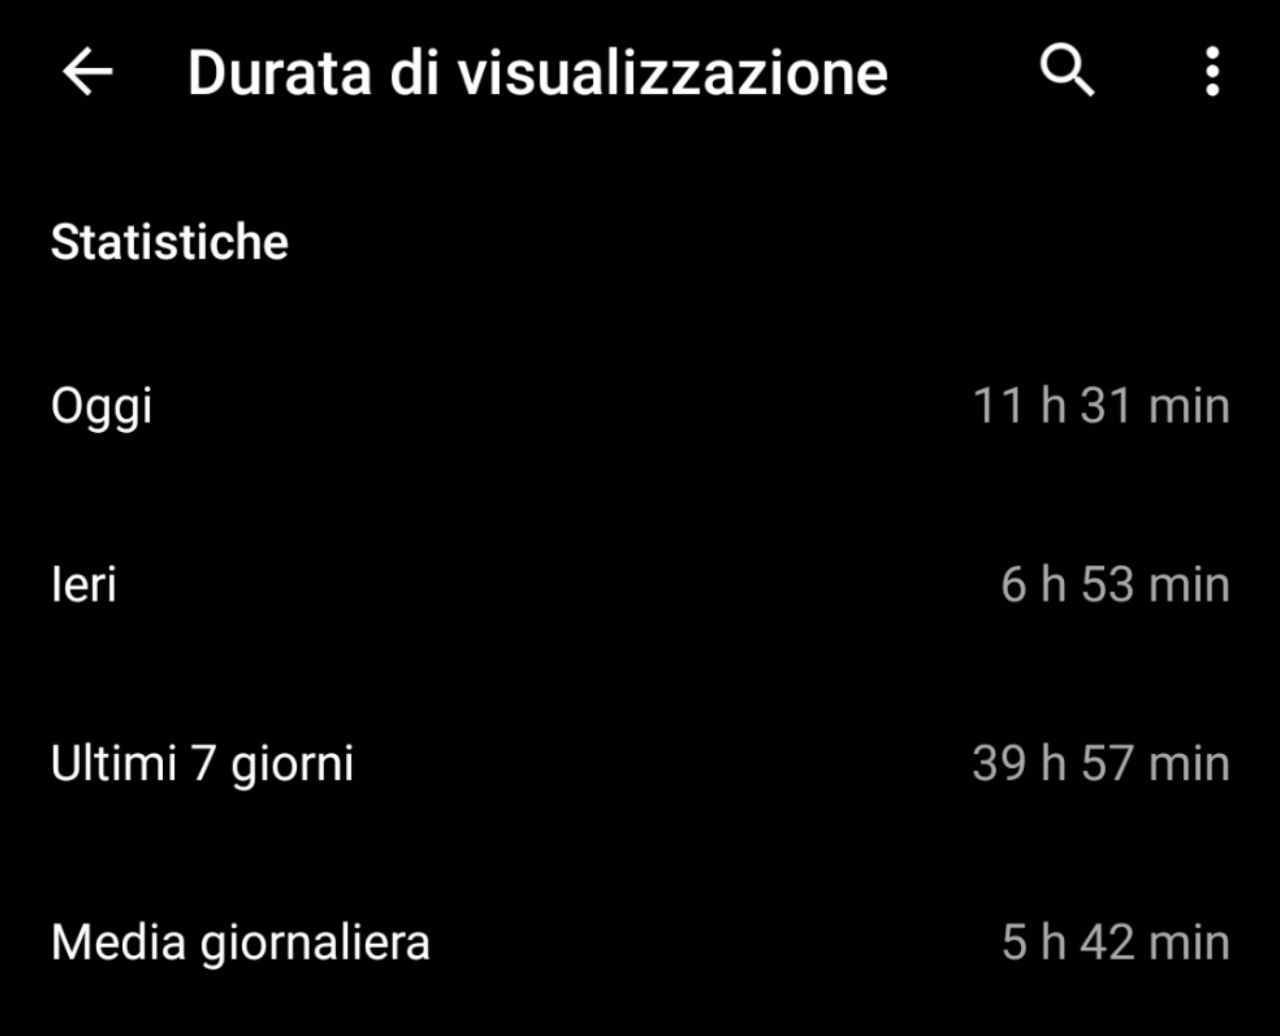 Durata di visualizzazione
Statistiche
Oggi 11 h 31 min
Ieri 6 h 53 min
Ultimi 7 giorni 39 h 57 min
Media giornaliera 5 h 42 min